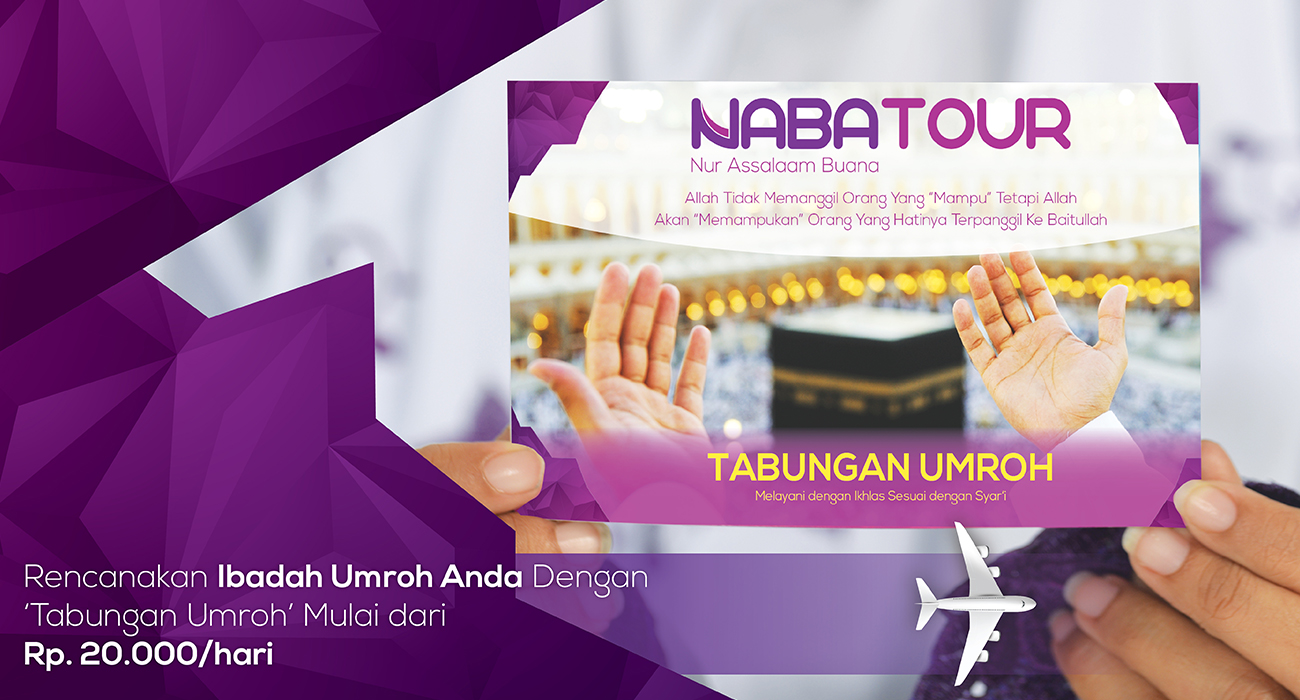 NABATOUR
Nur Assalaam Buana
Allah Tidak Memanggil Orang Yang “Mampu” Tetapi Allah
Akan “Memampukan” Orang Yang Hatinya Terpanggil Ke Baitullah
TABUNGAN UMROH
Melayani dengan Ikhlas Sesuai dengan Syar’i
Rencanakan Ibadah Umroh Anda Dengan
‘Tabungan Umroh’ Mulai dari
Rp. 20.000/hari